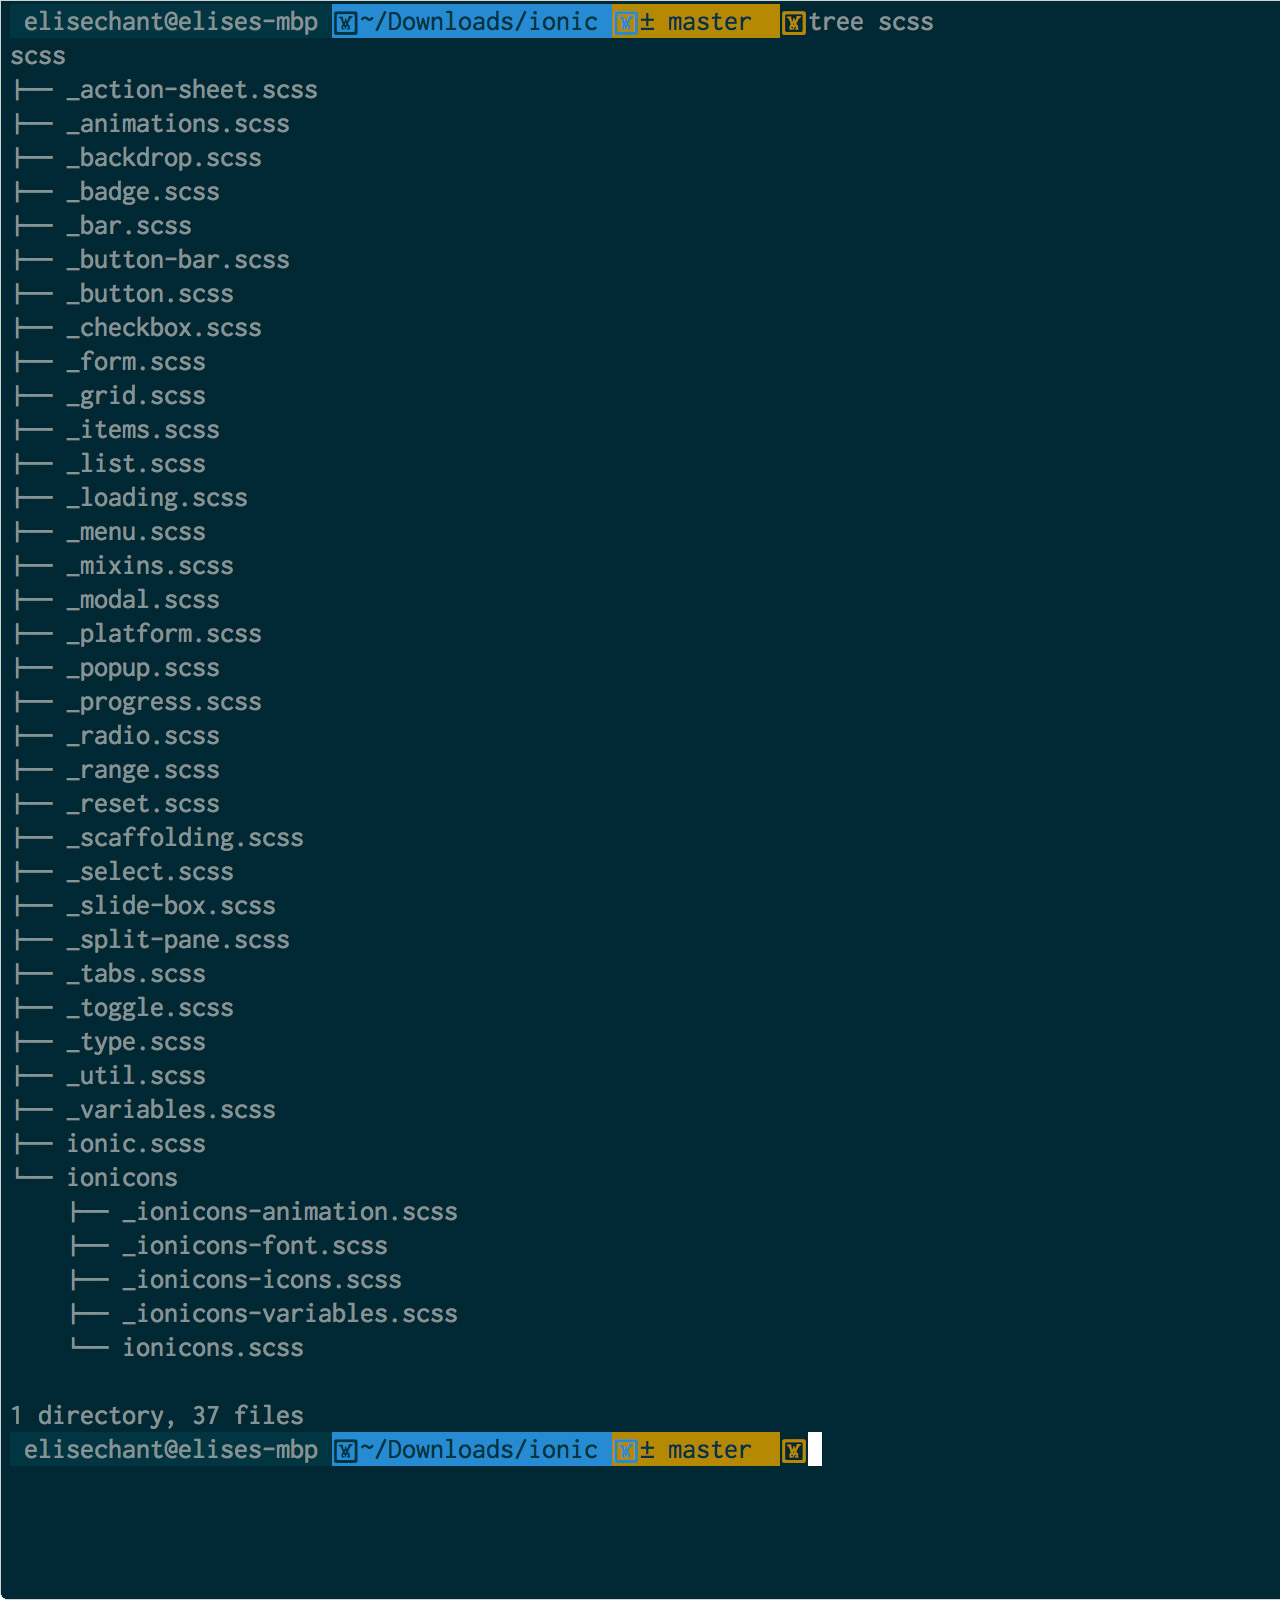 elisechant@elises-mbp ~/Downloads/ionic ± master tree scss
scss
├── _action-sheet.scss
├── _animations.scss
├── _backdrop.scss
├── _badge.scss
├── _bar.scss
├── _button-bar.scss
├── _button.scss
├── _checkbox.scss
├── _form.scss
├── _grid.scss
├── _items.scss
├── _list.scss
├── _loading.scss
├── _menu.scss
├── _mixins.scss
├── _modal.scss
├── _platform.scss
├── _popup.scss
├── _progress.scss
├── _radio.scss
├── _range.scss
├── _reset.scss
├── _scaffolding.scss
├── _select.scss
├── _slide-box.scss
├── _split-pane.scss
├── _tabs.scss
├── _toggle.scss
├── _type.scss
├── _util.scss
├── _variables.scss
├── ionic.scss
└── ionicons
    ├── _ionicons-animation.scss
    ├── _ionicons-font.scss
    ├── _ionicons-icons.scss
    ├── _ionicons-variables.scss
    └── ionicons.scss
1 directory, 37 files
elisechant@elises-mbp ~/Downloads/ionic ± master